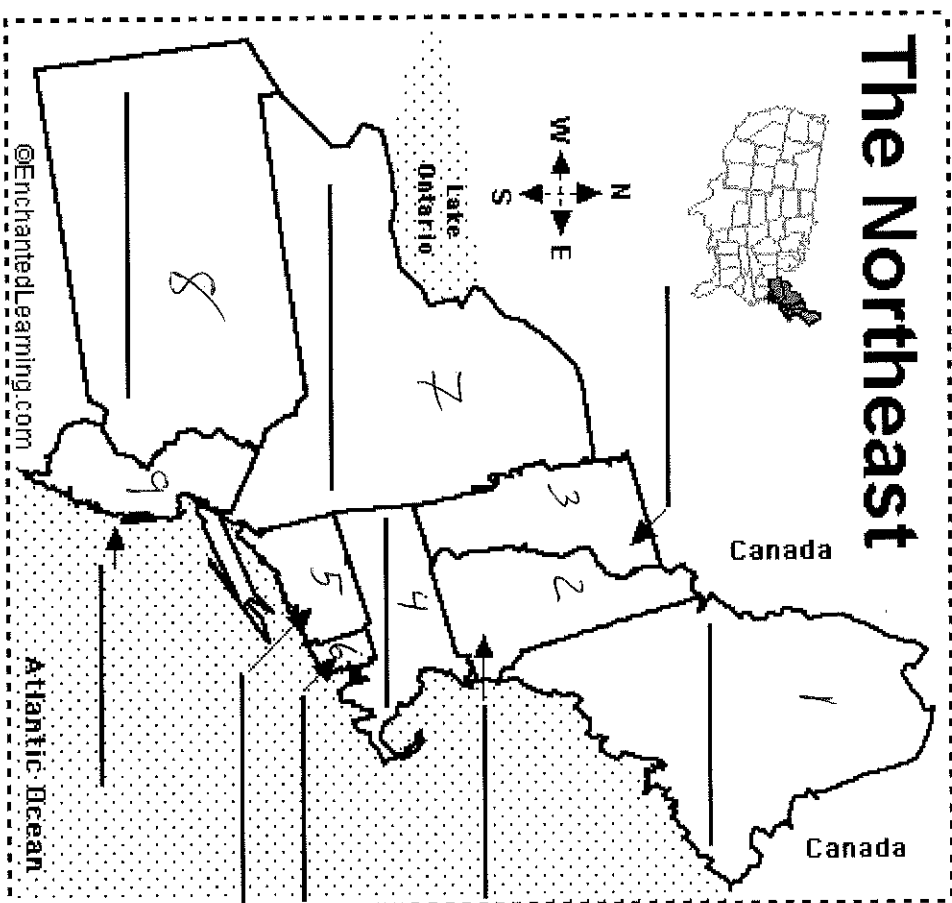 The Northeast
N
W E
S
Canada
Canada
Lake
Ontario
1
2
3
4
5
6
7
8
9
Atlantic Ocean
©EnchantedLearning.com